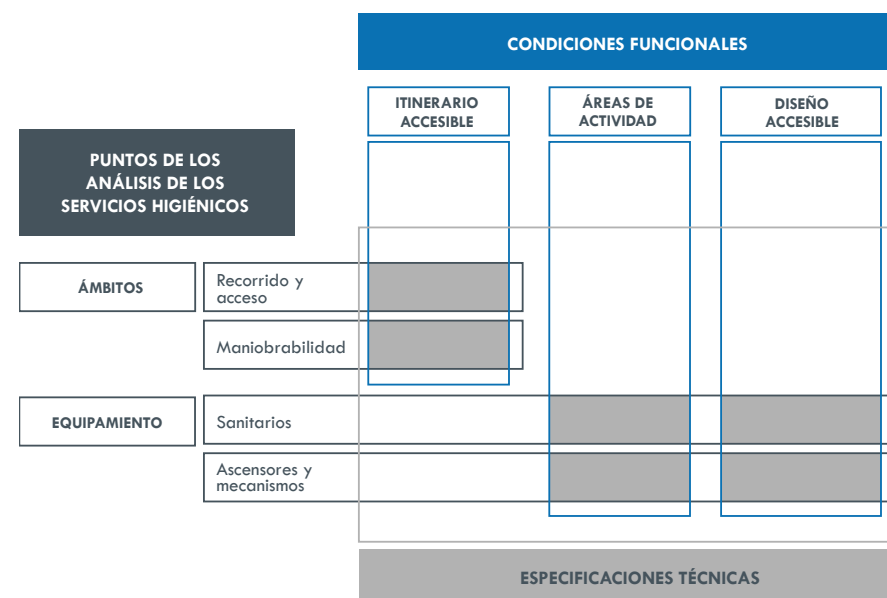 CONDICIONES FUNCIONALES
ITINERARIO
ACCESIBLE
ÁREAS DE
ACTIVIDAD
DISEÑO
ACCESIBLE
PUNTOS DE LOS
ANÁLISIS DE LOS
SERVICIOS HIGIÉNICOS
ÁMBITOS
Recorrido y
acceso
Maniobrabilidad
EQUIPAMIENTO
Sanitarios
Ascensores y
mecanismos
ESPECIFICACIONES TÉCNICAS